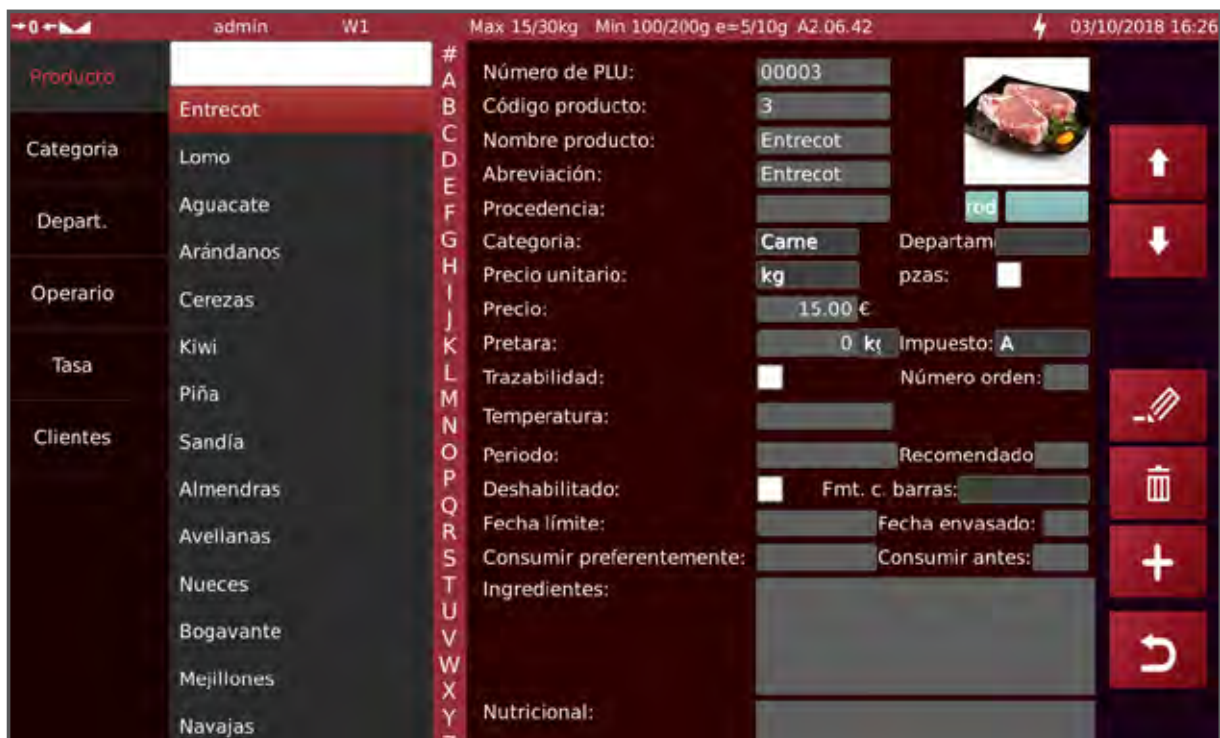 →0← admin W1 Max 15/30kg Min 100/200g e=5/10g A2.06.42 03/10/2018 16:26
Producto
Categoria
Depart.
Operario
Tasa
Clientes
Entrecot
Lomo
Aguacate
Arándanos
Cerezas
Kiwi
Piña
Sandía
Almendras
Avellanas
Nueces
Bogavante
Mejillones
Navajas
#
A
B
C
D
E
F
G
H
I
J
K
L
M
N
O
P
Q
R
S
T
U
V
W
X
Y
Número de PLU: 00003
Código producto: 3
Nombre producto: Entrecot
Abreviación: Entrecot
Procedencia: rod
Categoria: Carne Departam
Precio unitario: kg pzas:
Precio: 15.00 €
Pretara: 0 k Impuesto: A
Trazabilidad: Número orden:
Temperatura:
Periodo: Recomendado
Deshabilitado: Fmt. c. barras:
Fecha límite: Fecha envasado:
Consumir preferentemente: Consumir antes:
Ingredientes:
Nutricional: